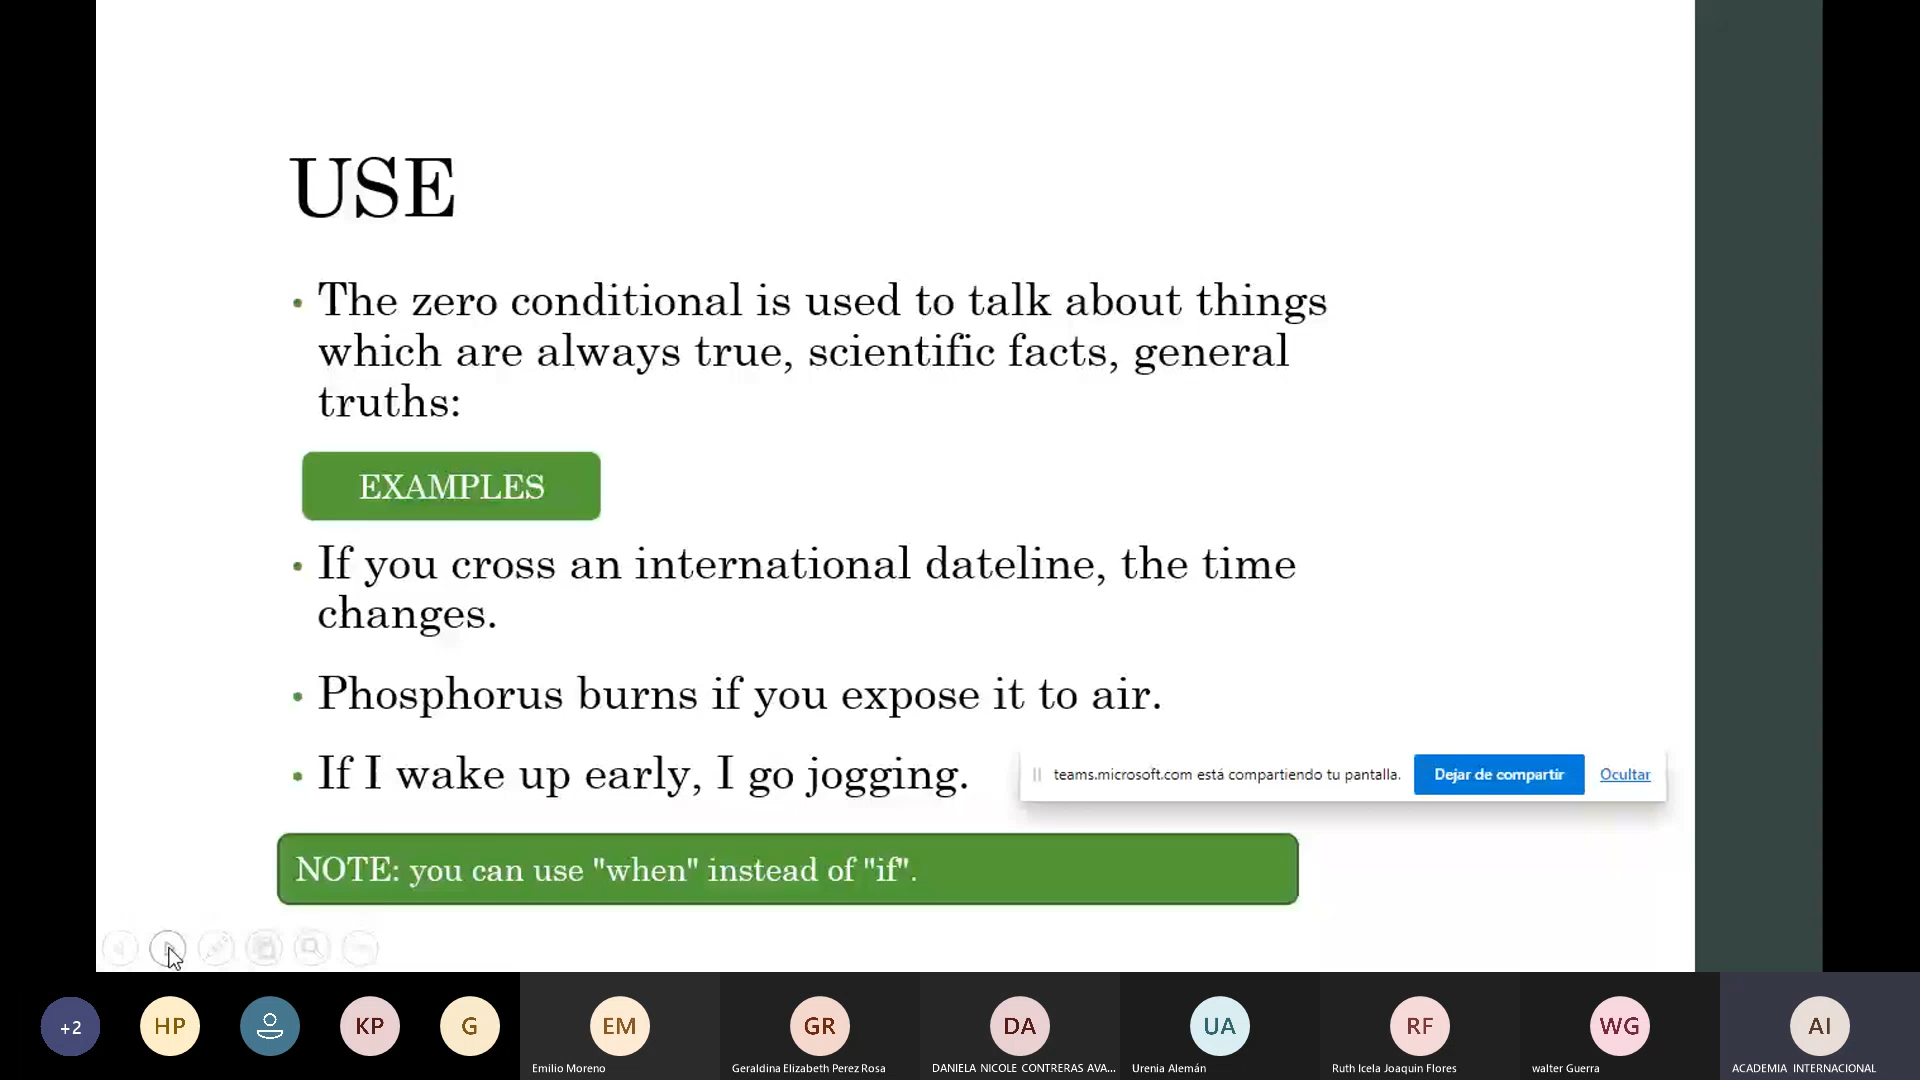 USE
• The zero conditional is used to talk about things
which are always true, scientific facts, general
truths:
EXAMPLES
• If you cross an international dateline, the time
changes.
• Phosphorus burns if you expose it to air.
• If I wake up early, I go jogging.
teams.microsoft.com está compartiendo tu pantalla. Dejar de compartir Ocultar
NOTE: you can use "when" instead of "if".
+2 HP KP G EM GR DA UA RF WG AI
Emilio Moreno Geraldina Elizabeth Perez Rosa DANIELA NICOLE CONTRERAS AVA... Urenia Alemán Ruth Icela Joaquin Flores walter Guerra ACADEMIA INTERNACIONAL